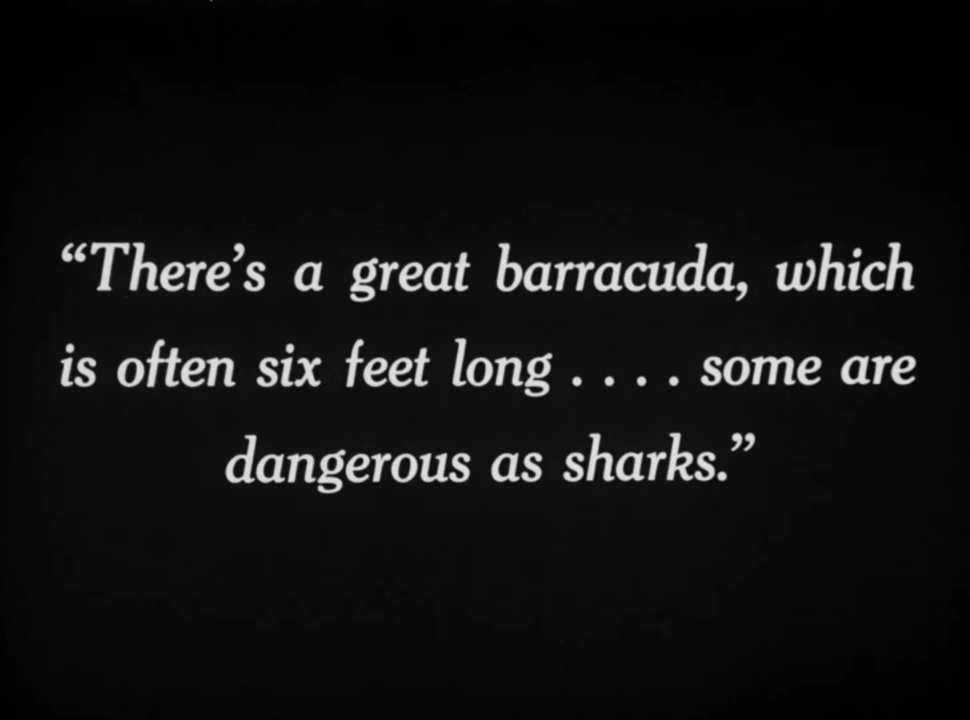 “There’s a great barracuda, which
is often six feet long . . . . some are
dangerous as sharks.”